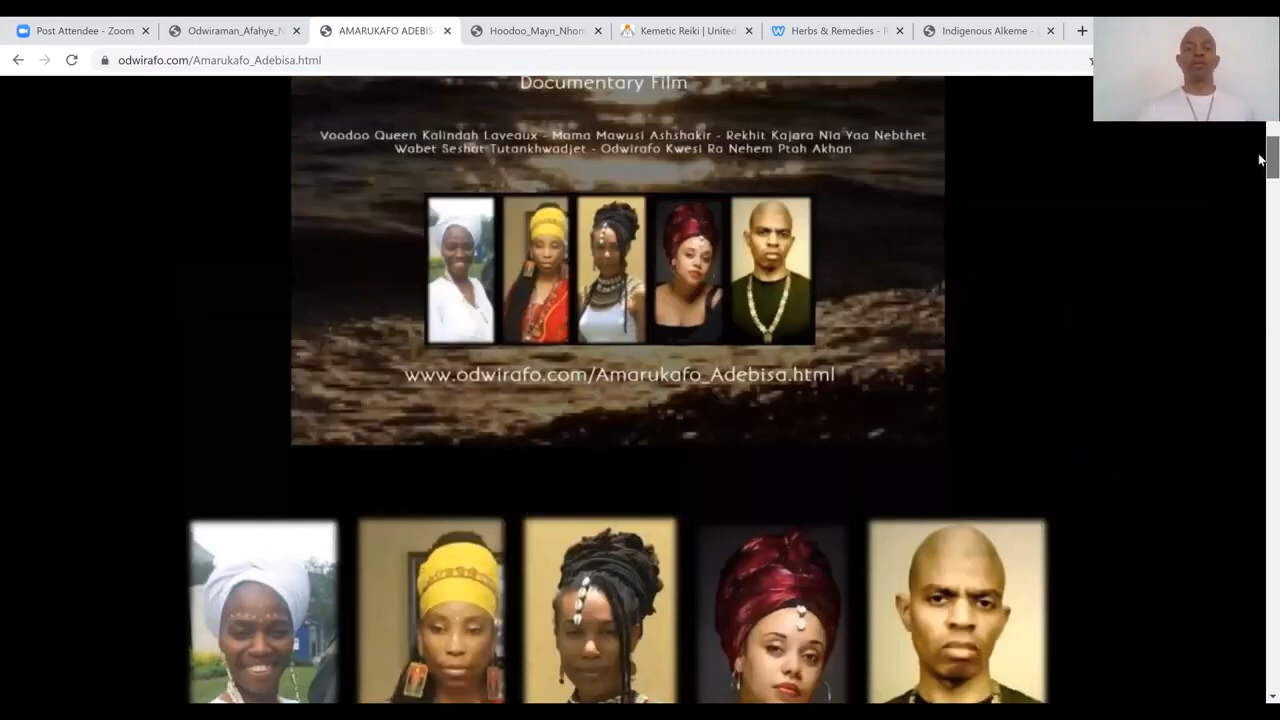 Post Attendee - Zoom
Odwiraman_Afahye_N
AMARUKAFO ADEBIS
Hoodoo_Mayn_Nhom
Kemetic Reiki | United
Herbs & Remedies - R
Indigenous Alkeme -
odwirafo.com/Amarukafo_Adebisa.html
Documentary Film
Voodoo Queen Kalindah Laveaux - Mama Mawusi Ashshakir - Rekhit Kajara Nia Yaa Nebthet
Wabet Seshat Tutankhwadjet - Odwirafo Kwesi Ra Nehem Ptah Akhan
www.odwirafo.com/Amarukafo_Adebisa.html